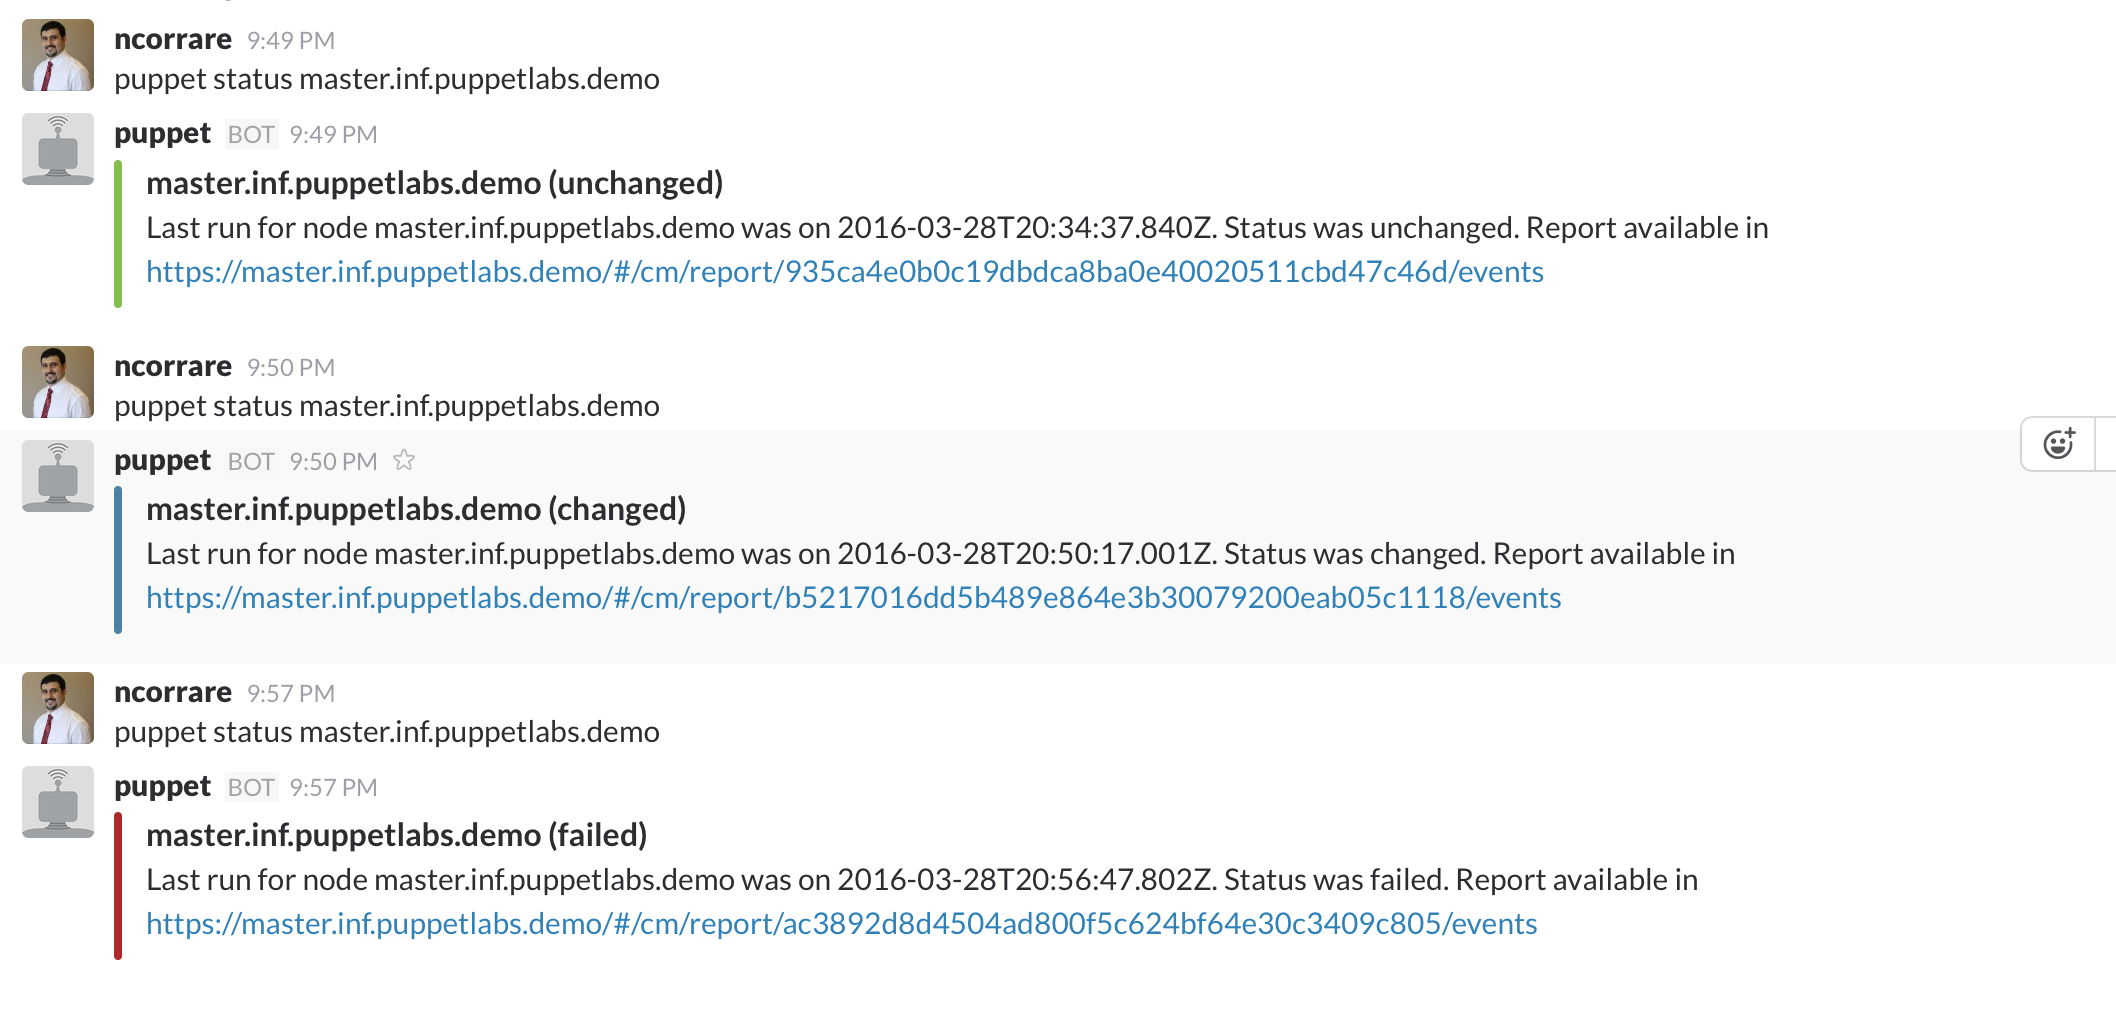 ncorrare 9:49 PM
puppet status master.inf.puppetlabs.demo
puppet BOT 9:49 PM
master.inf.puppetlabs.demo (unchanged)
Last run for node master.inf.puppetlabs.demo was on 2016-03-28T20:34:37.840Z. Status was unchanged. Report available in
https://master.inf.puppetlabs.demo/#/cm/report/935ca4e0b0c19dbdca8ba0e40020511cbd47c46d/events
ncorrare 9:50 PM
puppet status master.inf.puppetlabs.demo
puppet BOT 9:50 PM
master.inf.puppetlabs.demo (changed)
Last run for node master.inf.puppetlabs.demo was on 2016-03-28T20:50:17.001Z. Status was changed. Report available in
https://master.inf.puppetlabs.demo/#/cm/report/b5217016dd5b489e864e3b30079200eab05c1118/events
ncorrare 9:57 PM
puppet status master.inf.puppetlabs.demo
puppet BOT 9:57 PM
master.inf.puppetlabs.demo (failed)
Last run for node master.inf.puppetlabs.demo was on 2016-03-28T20:56:47.802Z. Status was failed. Report available in
https://master.inf.puppetlabs.demo/#/cm/report/ac3892d8d4504ad800f5c624bf64e30c3409c805/events